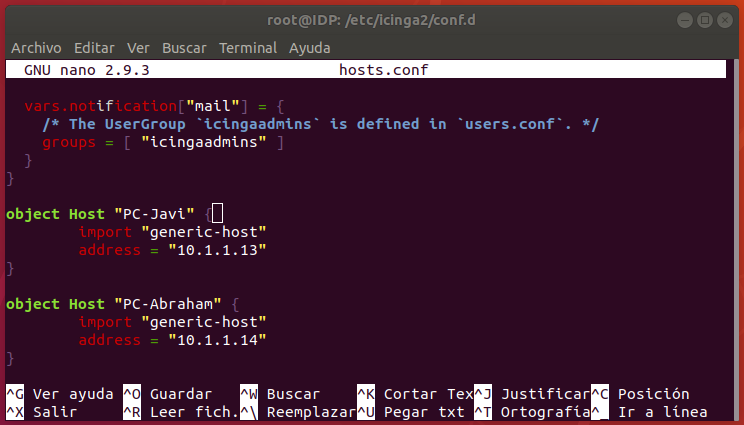 root@IDP: /etc/icinga2/conf.d
Archivo Editar Ver Buscar Terminal Ayuda
GNU nano 2.9.3 hosts.conf
vars.notification["mail"] = {
/* The UserGroup `icingaadmins` is defined in `users.conf`. */
groups = [ "icingaadmins" ]
}
}
object Host "PC-Javi" {
import "generic-host"
address = "10.1.1.13"
}
object Host "PC-Abraham" {
import "generic-host"
address = "10.1.1.14"
}
^G Ver ayuda ^O Guardar ^W Buscar ^K Cortar Tex^J Justificar^C Posición
^X Salir ^R Leer fich.^\ Reemplazar^U Pegar txt ^T Ortografía^_ Ir a línea